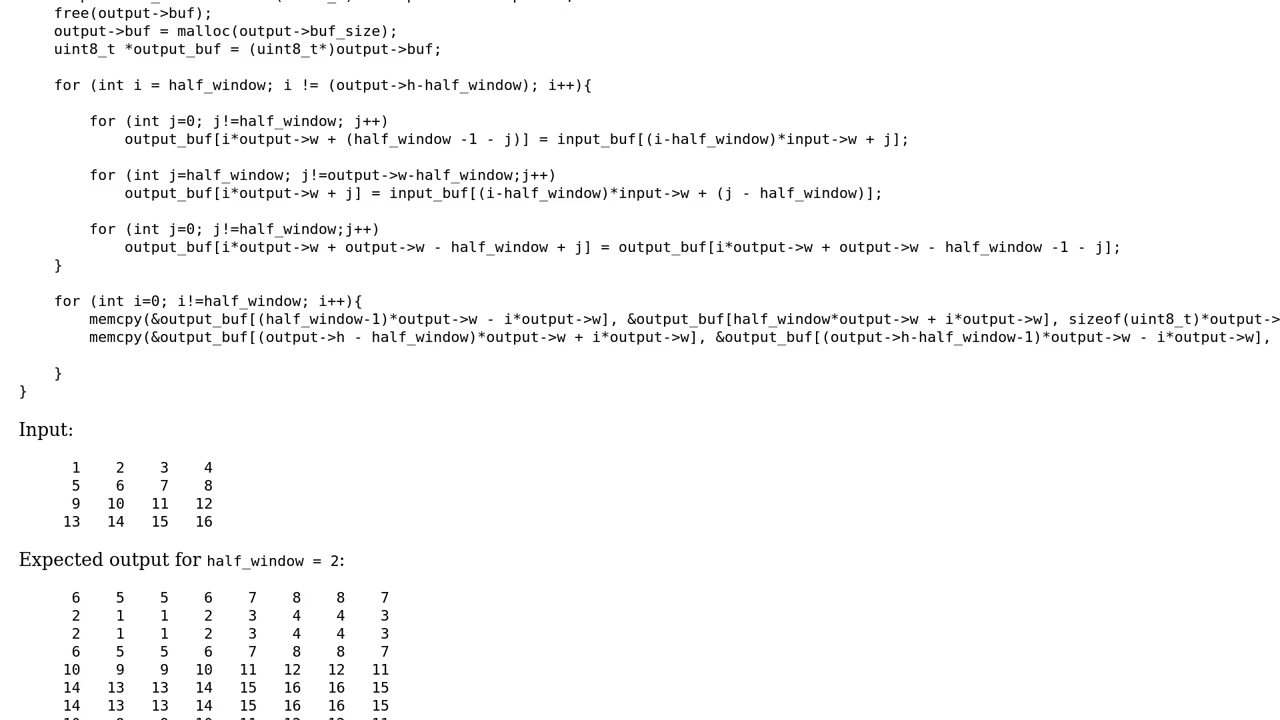 free(output->buf);
output->buf = malloc(output->buf_size);
uint8_t *output_buf = (uint8_t*)output->buf;
for (int i = half_window; i != (output->h-half_window); i++){
for (int j=0; j!=half_window; j++)
output_buf[i*output->w + (half_window -1 - j)] = input_buf[(i-half_window)*input->w + j];
for (int j=half_window; j!=output->w-half_window;j++)
output_buf[i*output->w + j] = input_buf[(i-half_window)*input->w + (j - half_window)];
for (int j=0; j!=half_window;j++)
output_buf[i*output->w + output->w - half_window + j] = output_buf[i*output->w + output->w - half_window -1 - j];
}
for (int i=0; i!=half_window; i++){
memcpy(&output_buf[(half_window-1)*output->w - i*output->w], &output_buf[half_window*output->w + i*output->w], sizeof(uint8_t)*output->
memcpy(&output_buf[(output->h - half_window)*output->w + i*output->w], &output_buf[(output->h-half_window-1)*output->w - i*output->w],
}
}
Input:
1 2 3 4
5 6 7 8
9 10 11 12
13 14 15 16
Expected output for half_window = 2:
6 5 5 6 7 8 8 7
2 1 1 2 3 4 4 3
2 1 1 2 3 4 4 3
6 5 5 6 7 8 8 7
10 9 9 10 11 12 12 11
14 13 13 14 15 16 16 15
14 13 13 14 15 16 16 15